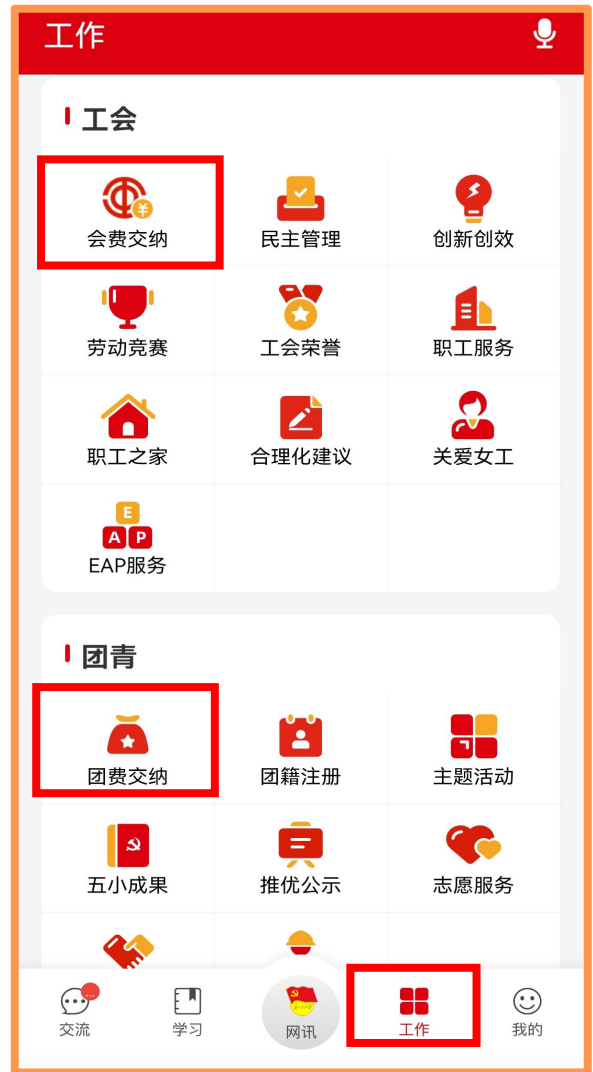 工作
工会
会费交纳
民主管理
创新创效
劳动竞赛
工会荣誉
职工服务
职工之家
合理化建议
关爱女工
E
A P
EAP服务
团青
团费交纳
团籍注册
主题活动
五小成果
推优公示
志愿服务
交流
学习
网讯
工作
我的